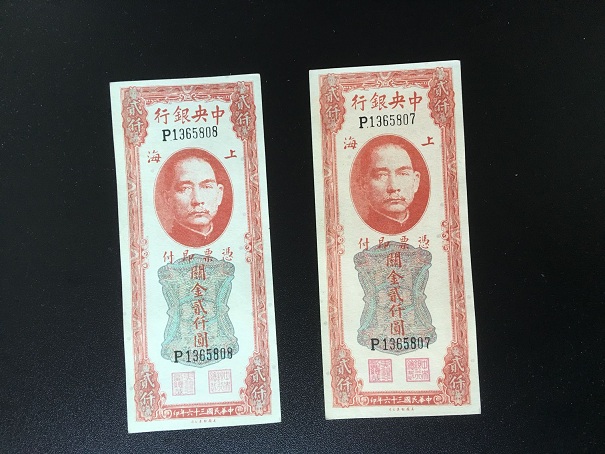 貳仟
中央銀行
貳仟
P1365808
上海
憑票即付
關金貳仟圓
P1365808
貳仟
貳仟
中華民國三十六年印
貳仟
中央銀行
貳仟
P.1365807
上海
憑票即付
關金貳仟圓
P.1365807
貳仟
貳仟
中華民國三十六年印